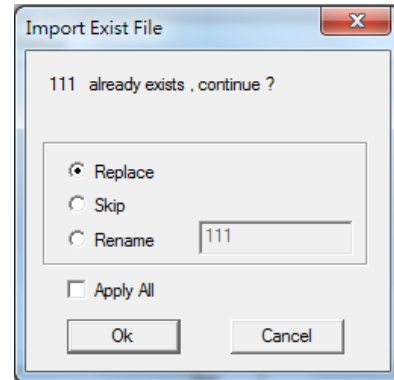 Import Exist File
111 already exists , continue ?
Replace
Skip
Rename 111
Apply All
Ok Cancel